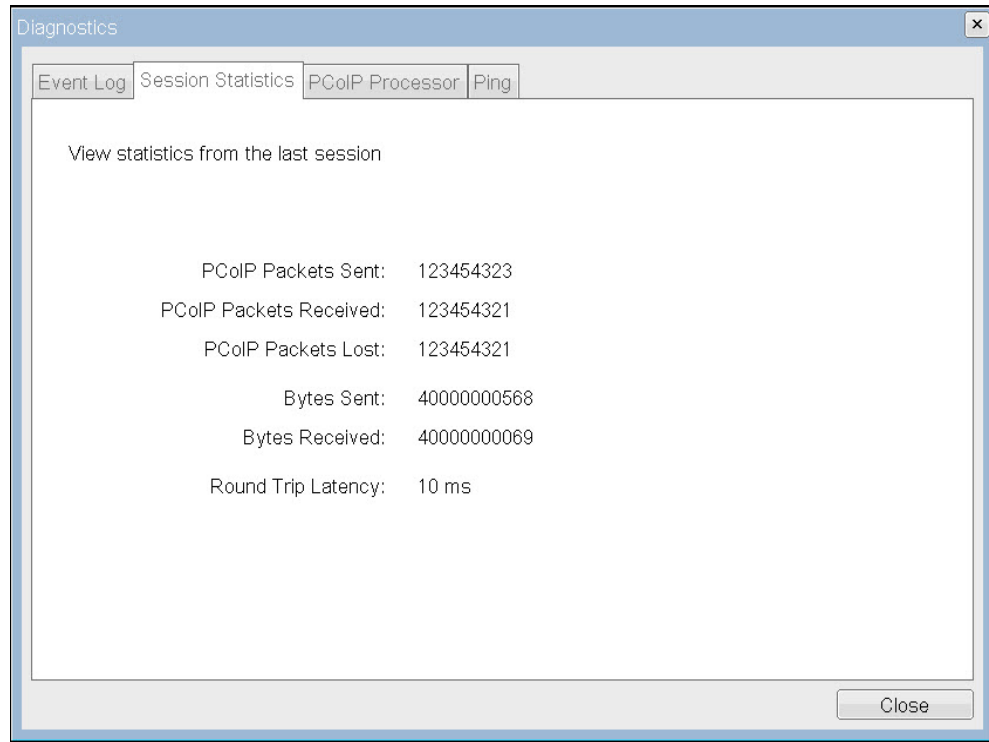 Diagnostics
Event Log Session Statistics PCoIP Processor Ping
View statistics from the last session
PCoIP Packets Sent: 123454323
PCoIP Packets Received: 123454321
PCoIP Packets Lost: 123454321
Bytes Sent: 40000000568
Bytes Received: 40000000069
Round Trip Latency: 10 ms
Close